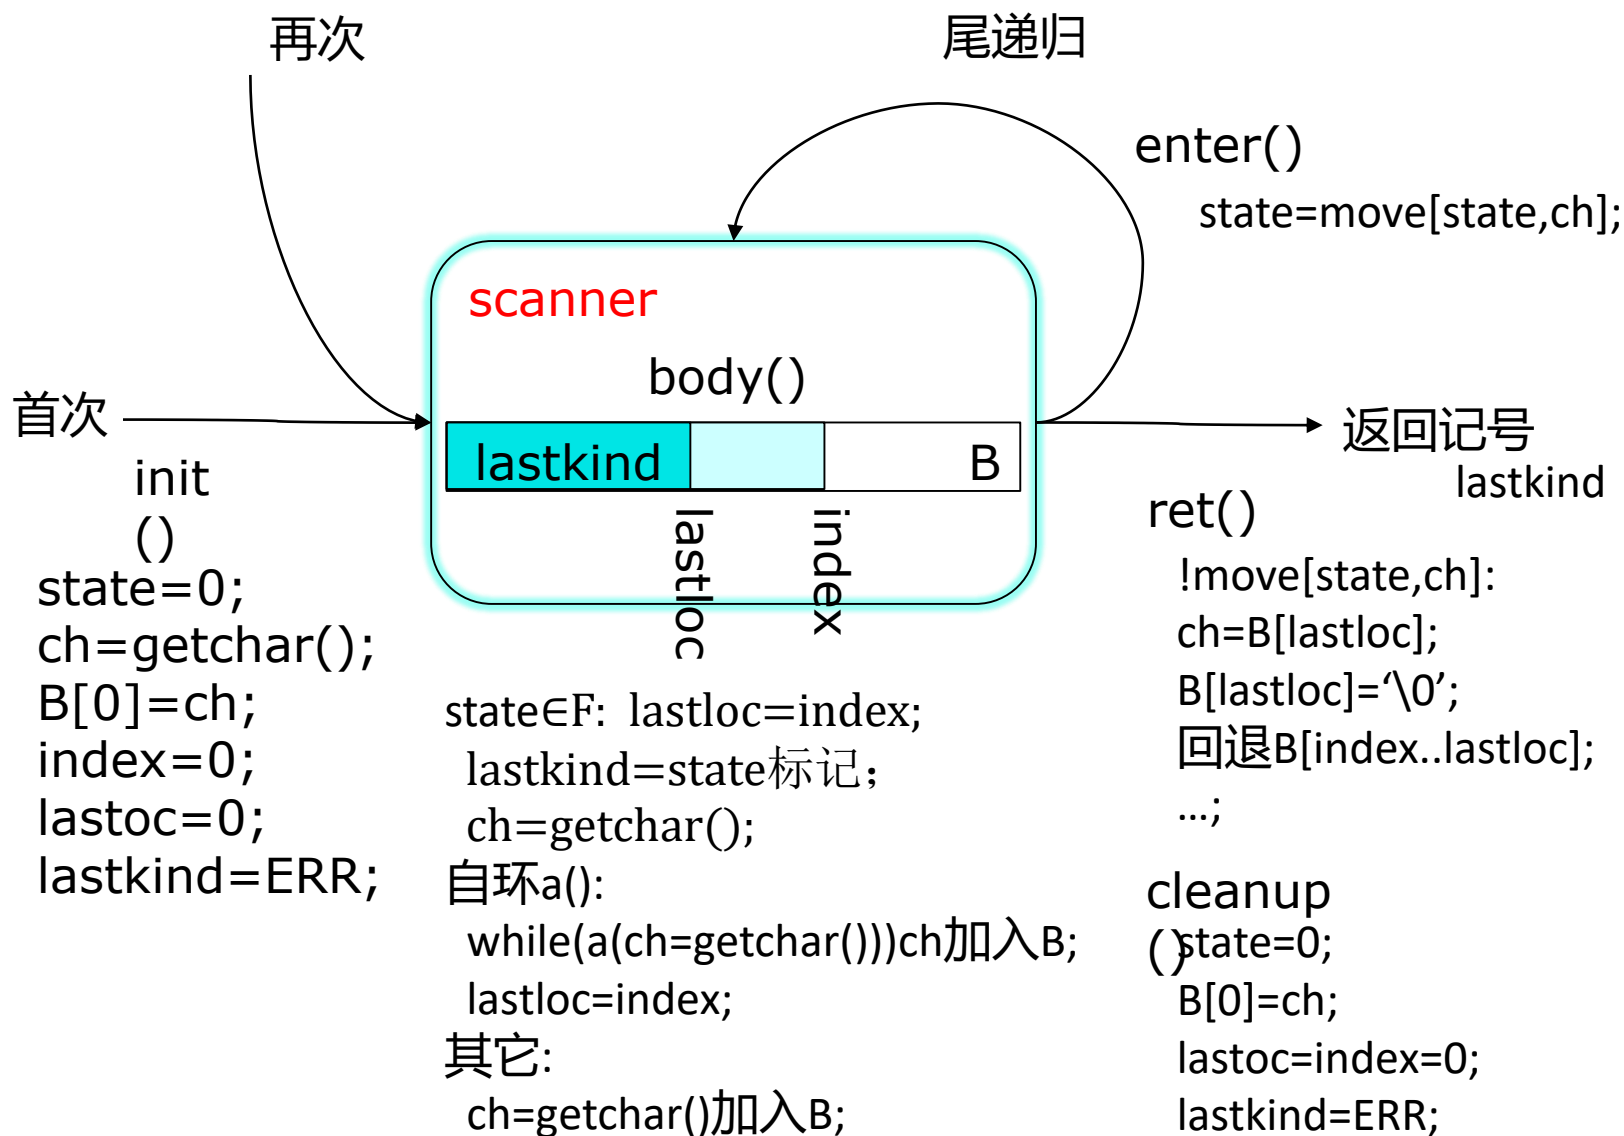 再次
尾递归
enter()
state=move[state,ch];
scanner
body()
首次
lastkind
B
lastloc
index
返回记号
lastkind
init
()
state=0;
ch=getchar();
B[0]=ch;
index=0;
lastoc=0;
lastkind=ERR;
state∈F: lastloc=index;
lastkind=state标记；
ch=getchar();
自环a():
while(a(ch=getchar()))ch加入B;
lastloc=index;
其它:
ch=getchar()加入B;
ret()
!move[state,ch]:
ch=B[lastloc];
B[lastloc]=‘\0’;
回退B[index..lastloc];
...;
cleanup
()
state=0;
B[0]=ch;
lastoc=index=0;
lastkind=ERR;